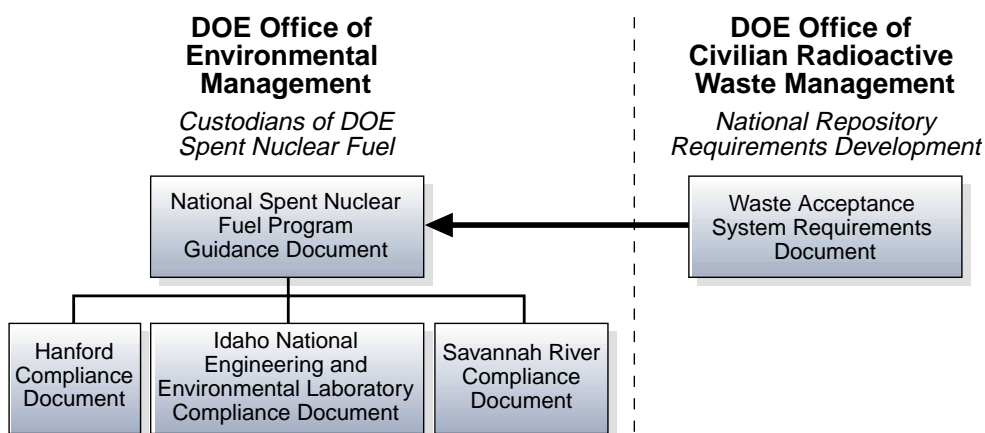 DOE Office of
Environmental
Management
Custodians of DOE
Spent Nuclear Fuel
National Spent Nuclear
Fuel Program
Guidance Document
Hanford
Compliance
Document
Idaho National
Engineering and
Environmental Laboratory
Compliance Document
Savannah River
Compliance
Document
DOE Office of
Civilian Radioactive
Waste Management
National Repository
Requirements Development
Waste Acceptance
System Requirements
Document